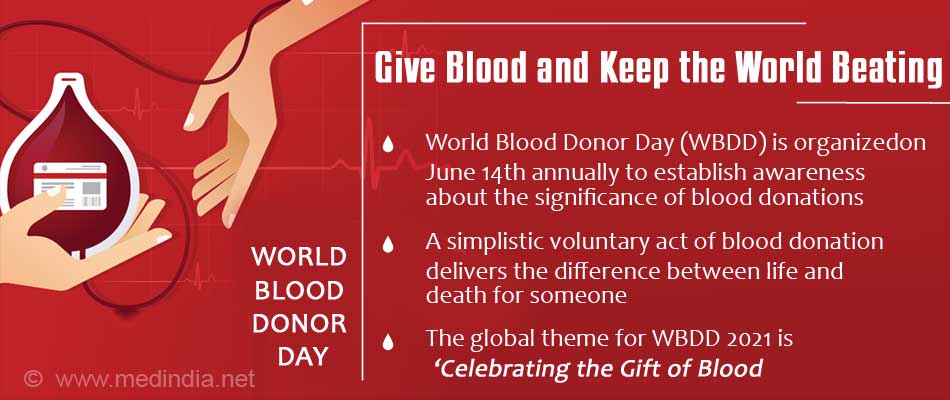 Give Blood and Keep the World Beating
World Blood Donor Day (WBDD) is organizedon
June 14th annually to establish awareness
about the significance of blood donations
A simplistic voluntary act of blood donation
delivers the difference between life and
death for someone
The global theme for WBDD 2021 is
‘Celebrating the Gift of Blood
WORLD
BLOOD
DONOR
DAY
© www.medindia.net